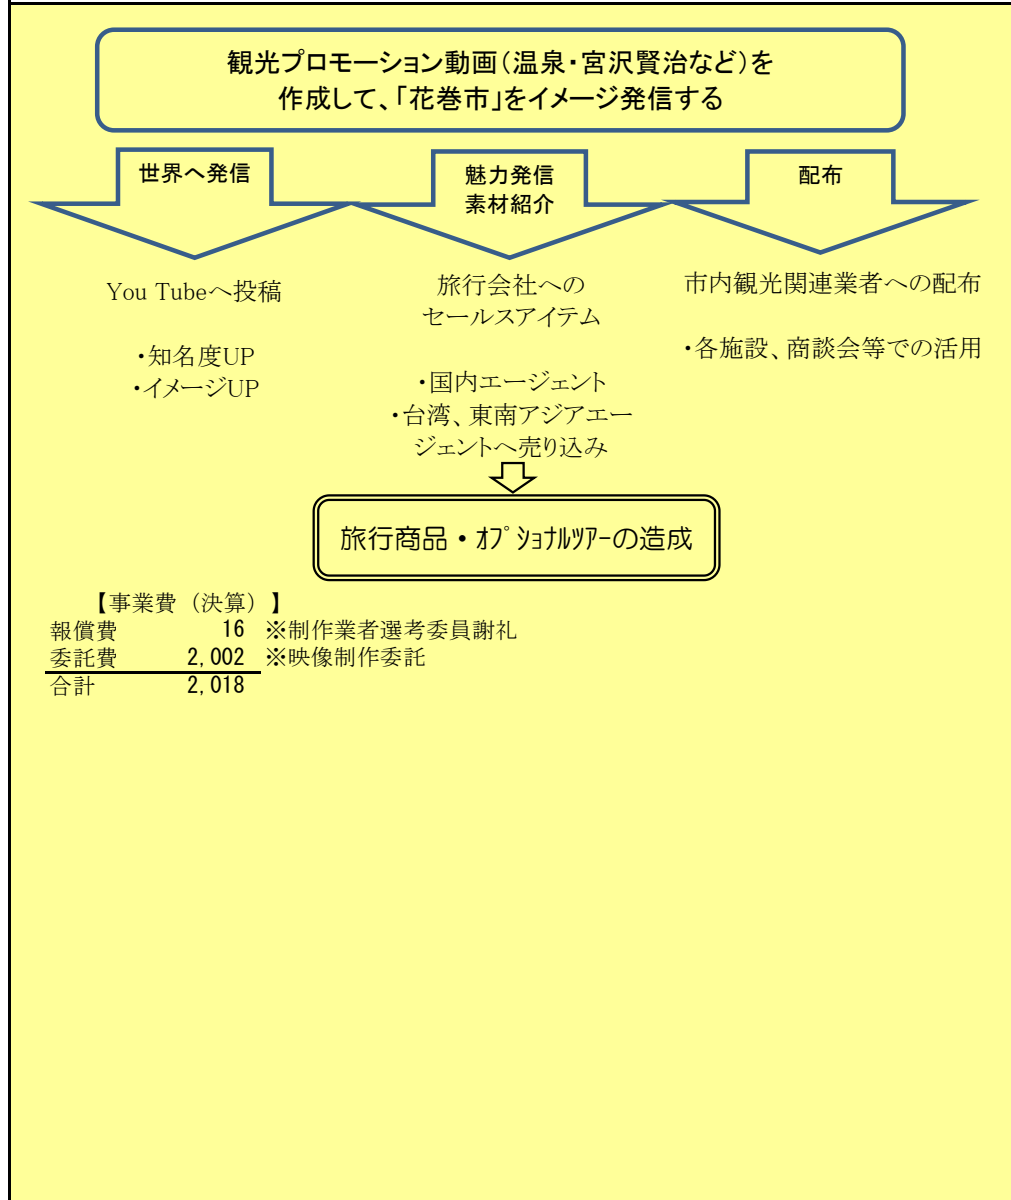 観光プロモーション動画（温泉・宮沢賢治など）を
作成して、「花巻市」をイメージ発信する
世界へ発信
魅力発信
素材紹介
配布
You Tubeへ投稿
・知名度UP
・イメージUP
旅行会社への
セールスアイテム
・国内エージェント
・台湾、東南アジアエー
ジェントへ売り込み
市内観光関連業者への配布
・各施設、商談会等での活用
旅行商品・ｵﾌﾟｼｮﾅﾙﾂｱｰの造成
【事業費（決算）】
報償費 16 ※制作業者選考委員謝礼
委託費 2,002 ※映像制作委託
合計 2,018